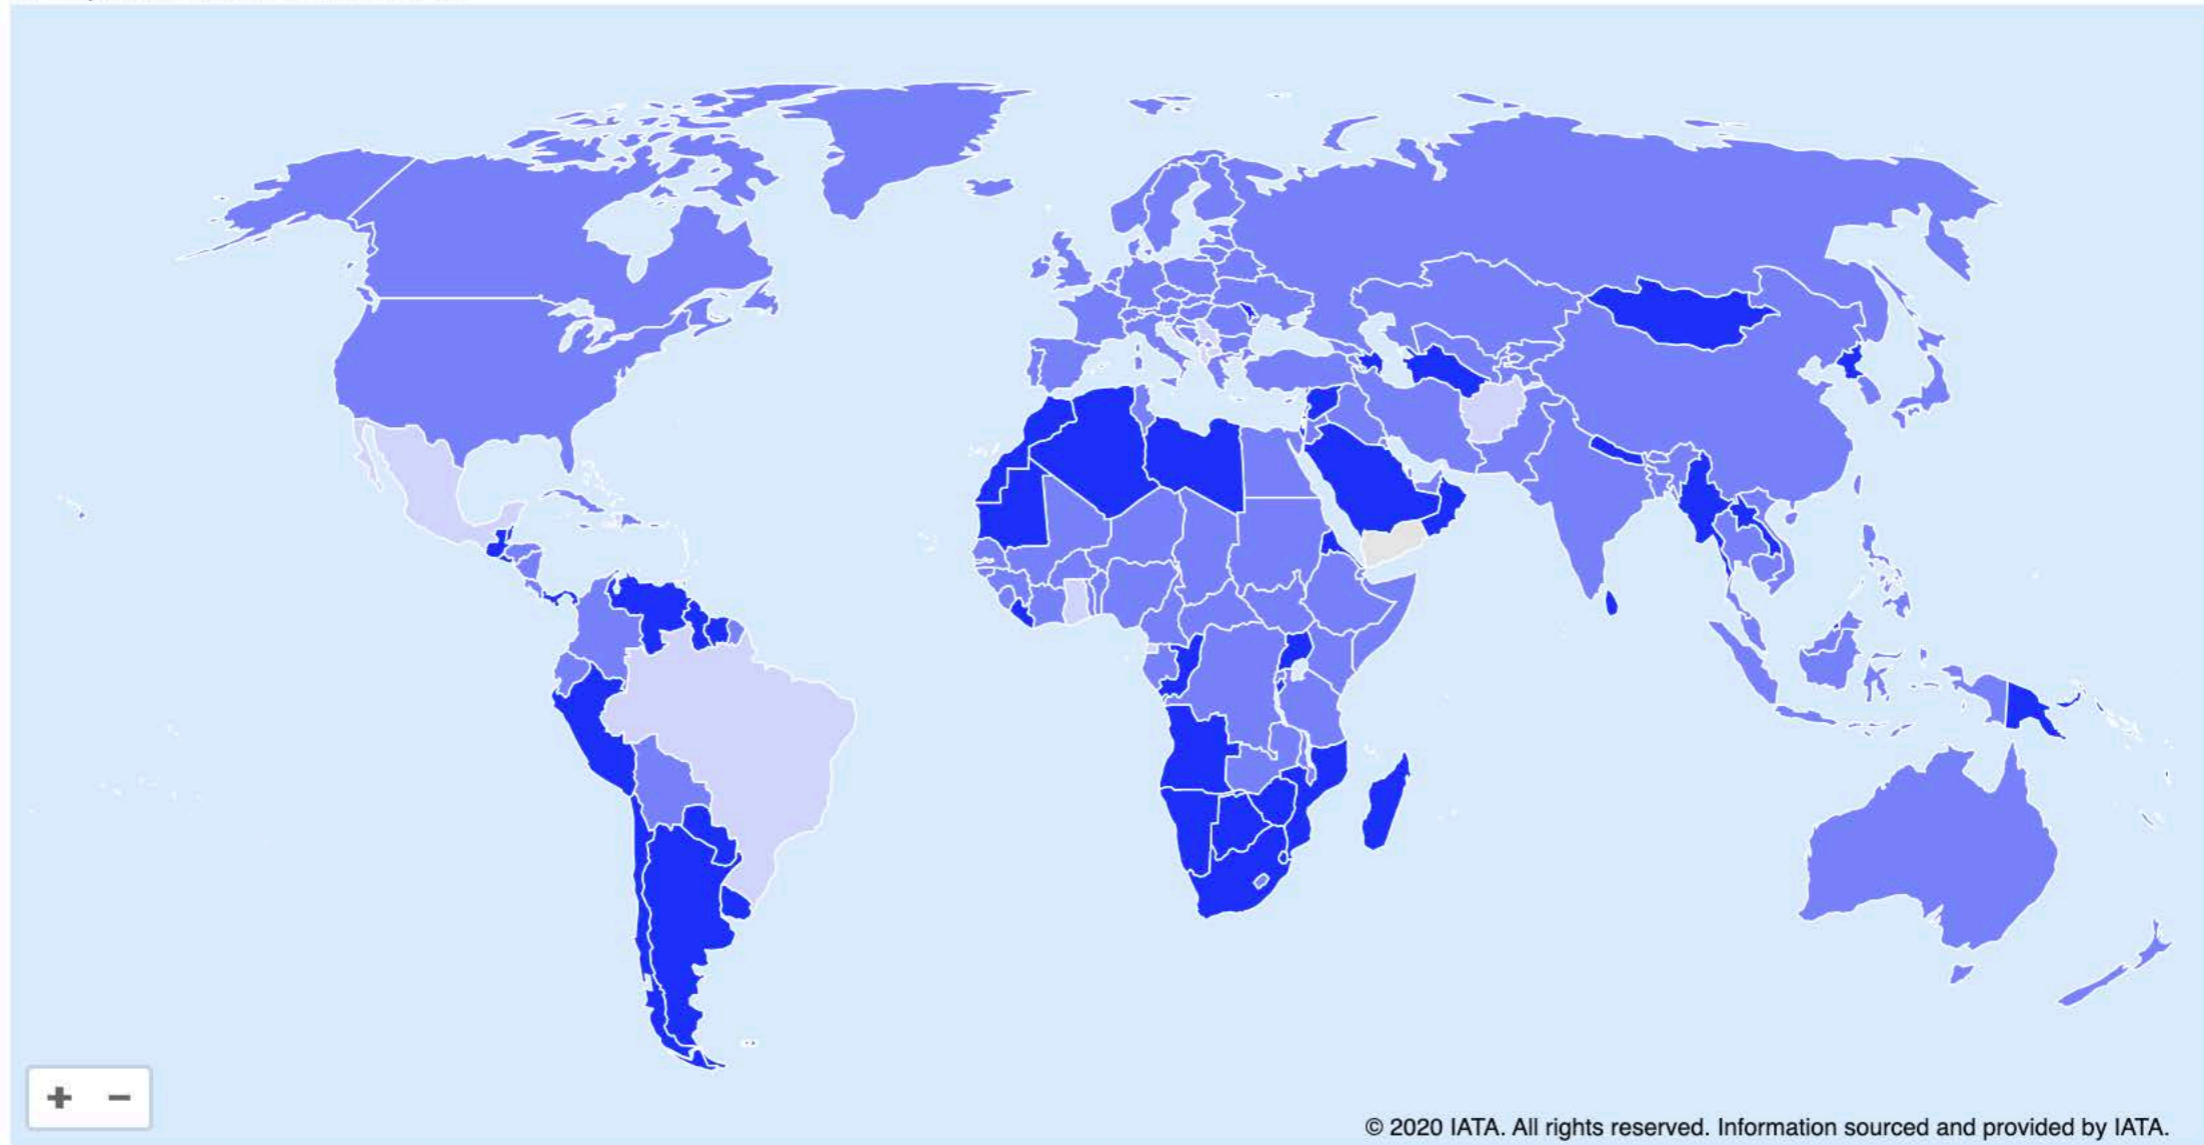 © 2020 IATA. All rights reserved. Information sourced and provided by IATA.